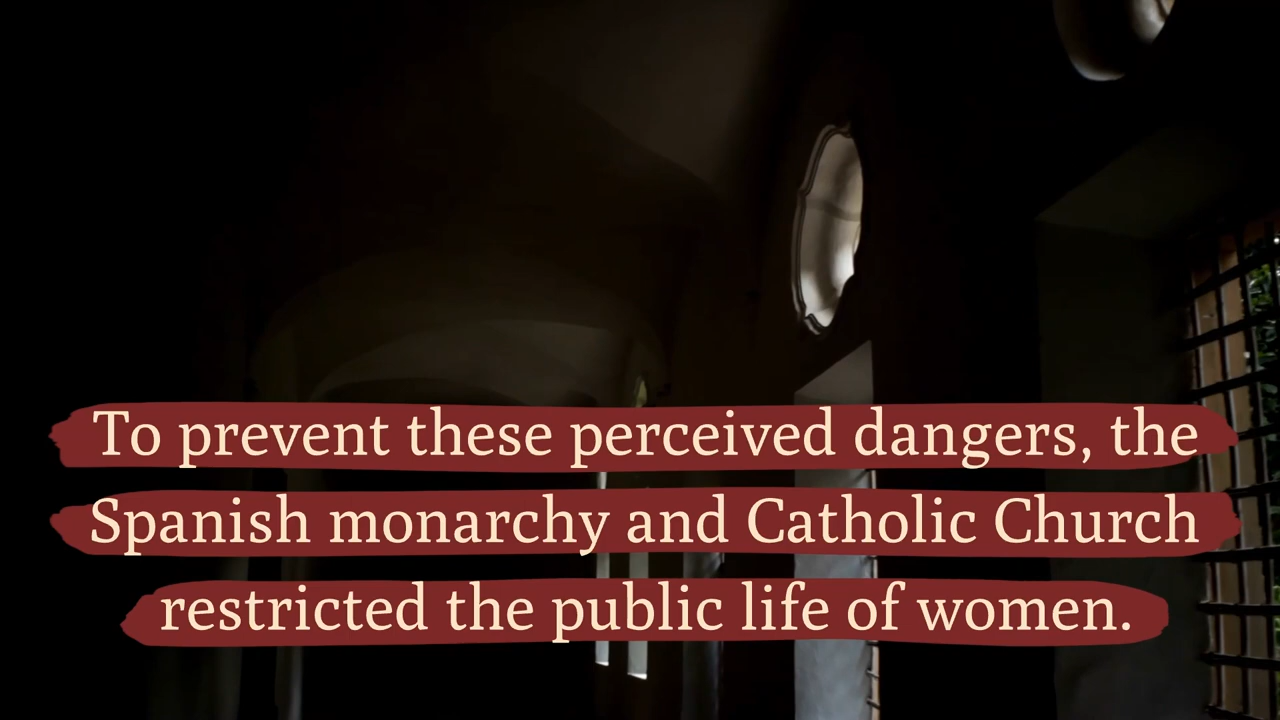 To prevent these perceived dangers, the
Spanish monarchy and Catholic Church
restricted the public life of women.